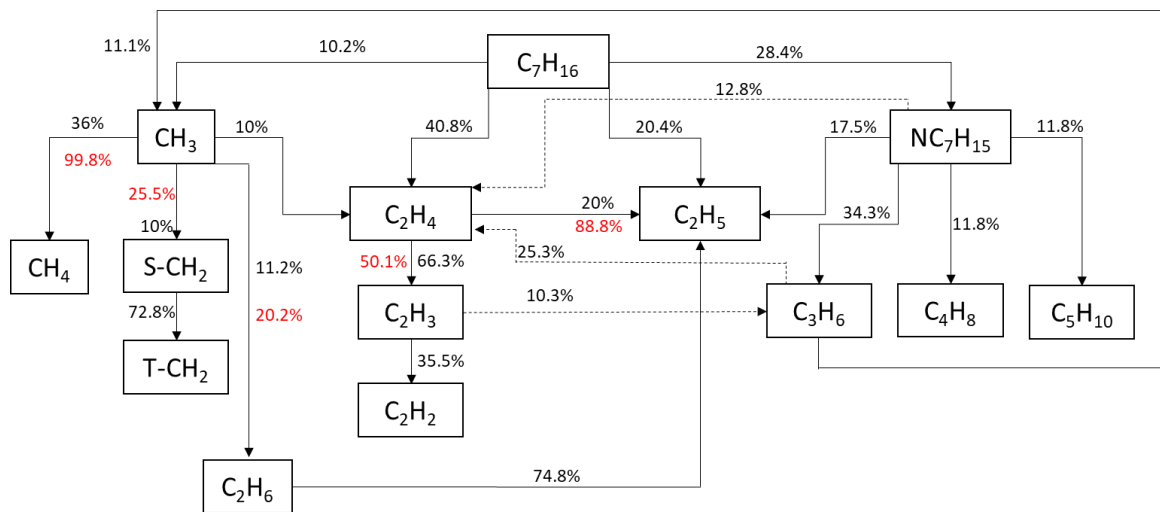 11.1%
10.2%
C₇H₁₆
28.4%
12.8%
36%
CH₃
10%
40.8%
20.4%
17.5%
NC₇H₁₅
11.8%
99.8%
25.5%
C₂H₄
20%
88.8%
C₂H₅
34.3%
11.8%
10%
CH₄
S-CH₂
11.2%
50.1%
66.3%
25.3%
72.8%
20.2%
C₂H₃
10.3%
C₃H₆
C₄H₈
C₅H₁₀
T-CH₂
35.5%
C₂H₂
C₂H₆
74.8%